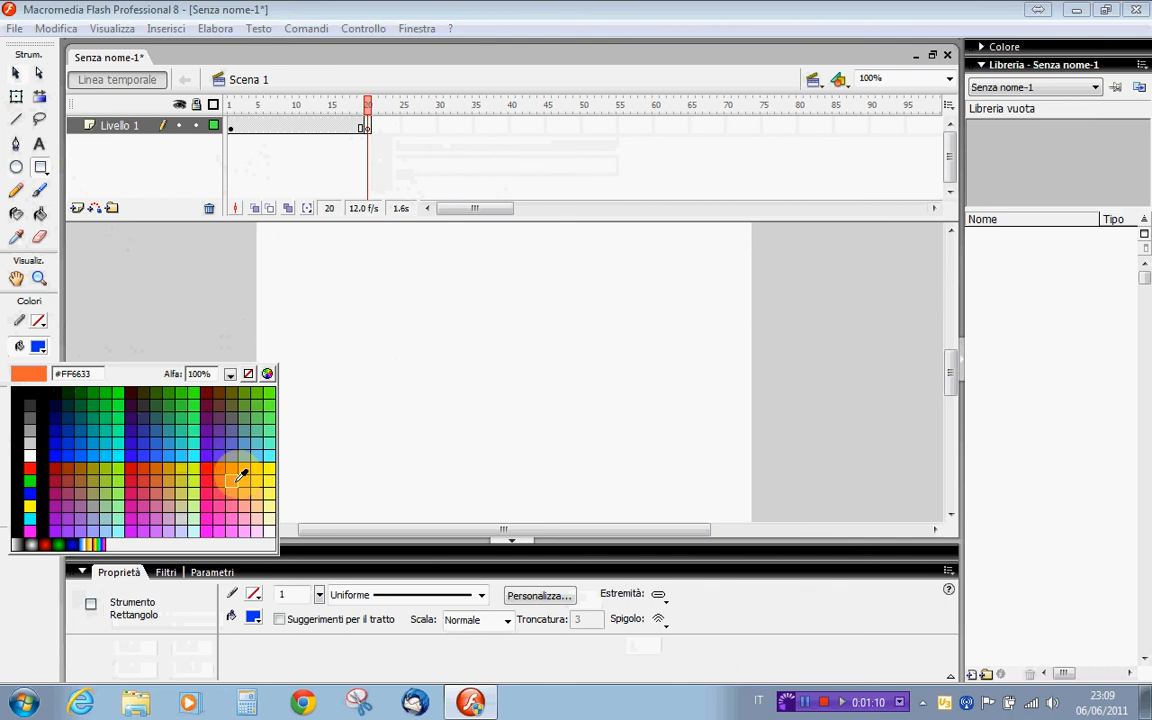 Macromedia Flash Professional 8 - [Senza nome-1*]
File Modifica Visualizza Inserisci Elabora Testo Comandi Controllo Finestra ?
Strum.
Senza nome-1*
Colore
Libreria - Senza nome-1
Linea temporale
Scena 1
100%
Senza nome-1
1 5 10 15 20 25 30 35 40 45 50 55 60 65 70 75 80 85 90 95
Libreria vuota
Livello 1
20 12.0 f/s 1.6s
Nome Tipo
Visualiz.
Colori
#FF6633 Alfa: 100%
Proprietà Filtri Parametri
Strumento
Rettangolo
1 Uniforme Personalizza... Estremità:
Suggerimenti per il tratto Scala: Normale Troncatura: 3 Spigolo:
IT 0:01:10 23:09
06/06/2011